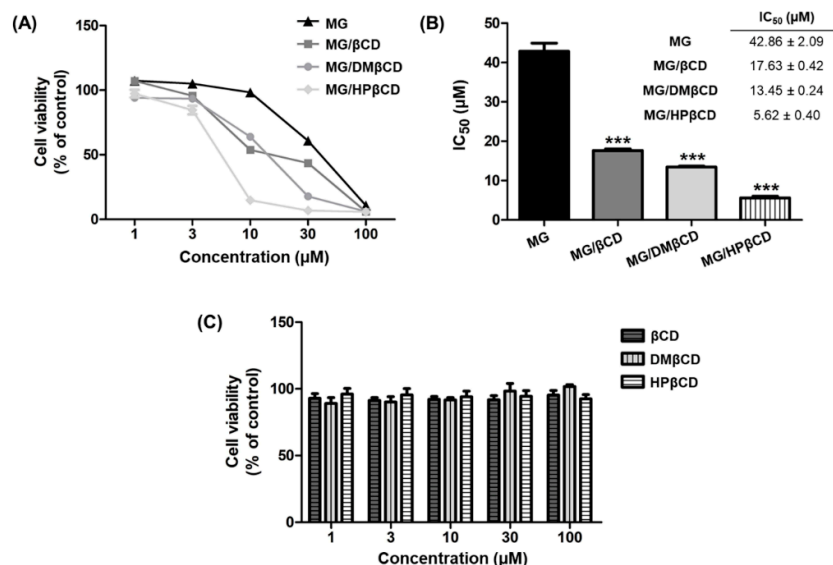 (A)
MG
MG/βCD
MG/DMβCD
MG/HPβCD
Cell viability
(% of control)
150
100
50
0
1 3 10 30 100
Concentration (µM)
(B)
IC50 (µM)
MG 42.86 ± 2.09
MG/βCD 17.63 ± 0.42
MG/DMβCD 13.45 ± 0.24
MG/HPβCD 5.62 ± 0.40
IC50
(µM)
50
40
30
20
10
0
*** *** ***
MG MG/βCD MG/DMβCD MG/HPβCD
(C)
βCD
DMβCD
HPβCD
Cell viability
(% of control)
150
100
50
0
1 3 10 30 100
Concentration (µM)